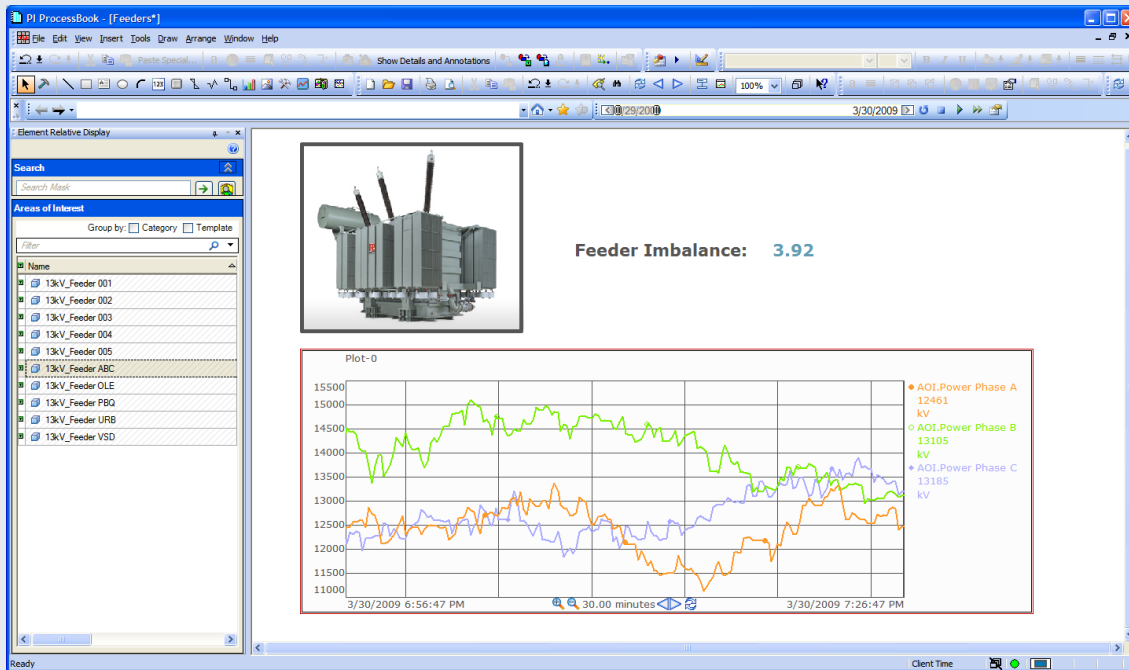 PI ProcessBook - [Feeders*]
File Edit View Insert Tools Draw Arrange Window Help
Paste Special... Show Details and Annotations
123 100%
3/30/2009
Element Relative Display
Search
Search Mask
Areas of Interest
Group by: Category Template
Filter
Name
13kV_Feeder 001
13kV_Feeder 002
13kV_Feeder 003
13kV_Feeder 004
13kV_Feeder 005
13kV_Feeder ABC
13kV_Feeder OLE
13kV_Feeder PBQ
13kV_Feeder URB
13kV_Feeder VSD
Feeder Imbalance: 3.92
Plot-0
15500
15000
14500
14000
13500
13000
12500
12000
11500
11000
3/30/2009 6:56:47 PM 30.00 minutes 3/30/2009 7:26:47 PM
AOI.Power Phase A
12461
kV
AOI.Power Phase B
13105
kV
AOI.Power Phase C
13185
kV
Ready Client Time